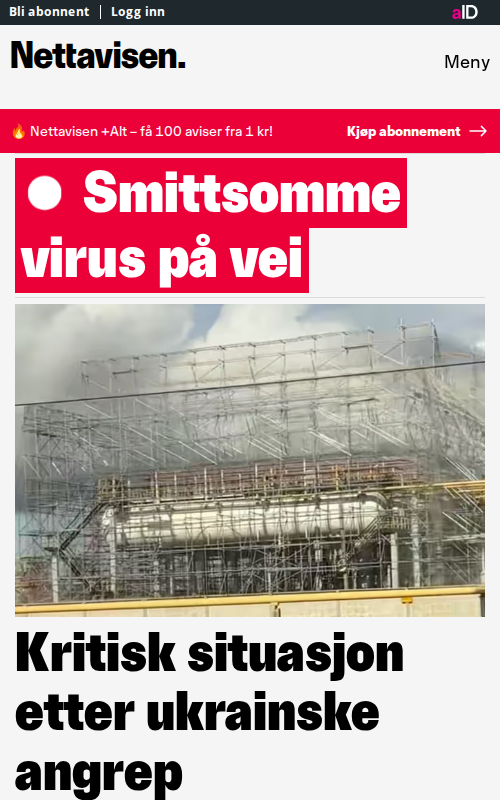 Bli abonnent | Logg inn
aID
Nettavisen.
Meny
🔥 Nettavisen +Alt – få 100 aviser fra 1 kr!
Kjøp abonnement →
Smittsomme
virus på vei
Kritisk situasjon
etter ukrainske
angrep